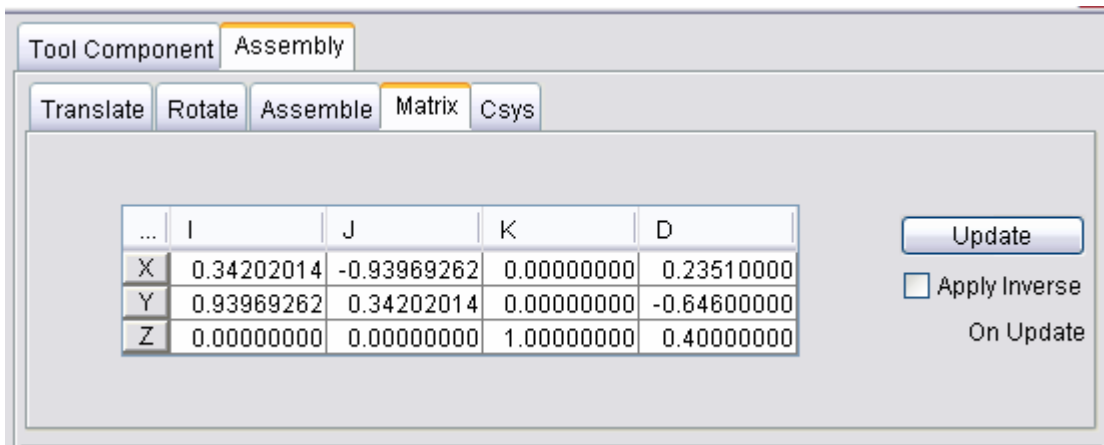 Tool Component Assembly
Translate Rotate Assemble Matrix Csys
... I J K D
X 0.34202014 -0.93969262 0.00000000 0.23510000
Y 0.93969262 0.34202014 0.00000000 -0.64600000
Z 0.00000000 0.00000000 1.00000000 0.40000000
Update
Apply Inverse
On Update